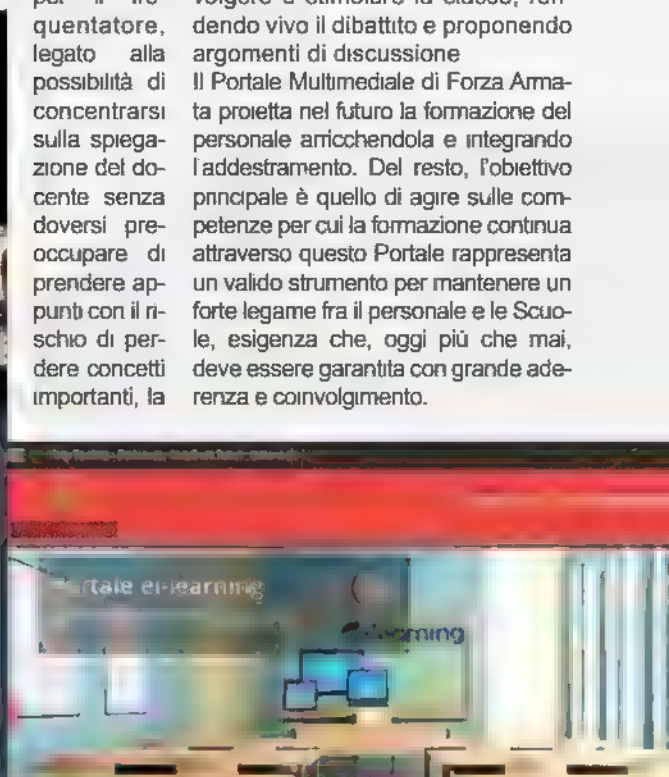 quentatore,
legato alla
possibilità di
concentrarsi
sulla spiega-
zione del do-
cente senza
doversi pre-
occupare di
prendere ap-
punti con il ri-
schio di per-
dere concetti
importanti, la
dendo vivo il dibattito e proponendo
argomenti di discussione
Il Portale Multimediale di Forza Arma-
ta proietta nel futuro la formazione del
personale arricchendola e integrando
l'addestramento. Del resto, l'obiettivo
principale è quello di agire sulle com-
petenze per cui la formazione continua
attraverso questo Portale rappresenta
un valido strumento per mantenere un
forte legame fra il personale e le Scuo-
le, esigenza che, oggi più che mai,
deve essere garantita con grande ade-
renza e coinvolgimento.